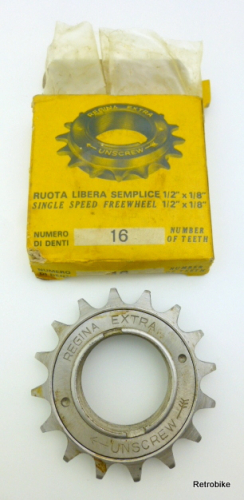 REGINA EXTRA
UNSCREW
RUOTA LIBERA SEMPLICE 1/2" x 1/8"
SINGLE SPEED FREEWHEEL 1/2" x 1/8"
NUMERO DI DENTI
16
NUMBER OF TEETH
REGINA EXTRA
UNSCREW
Retrobike